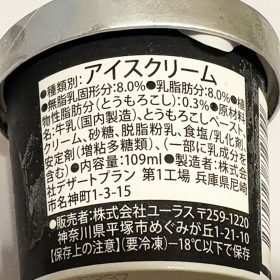 ●種類別：アイスクリーム
●無脂乳固形分：8.0%●乳脂肪分：8.0%●植
物性脂肪分（とうもろこし）：0.3%●原材料
名：牛乳（国内製造）、とうもろこしペースト、
クリーム、砂糖、脱脂粉乳、食塩/乳化剤、
安定剤（増粘多糖類）、（一部に乳成分を
含む）●内容量：109ml●製造者：株式会
社デザートプラン 第1工場 兵庫県尼崎
市名神町1-3-15
●販売者：株式会社ユーラス〒259-1220
神奈川県平塚市めぐみが丘1-21-10
【保存上の注意】（要冷凍）−18℃以下で保存